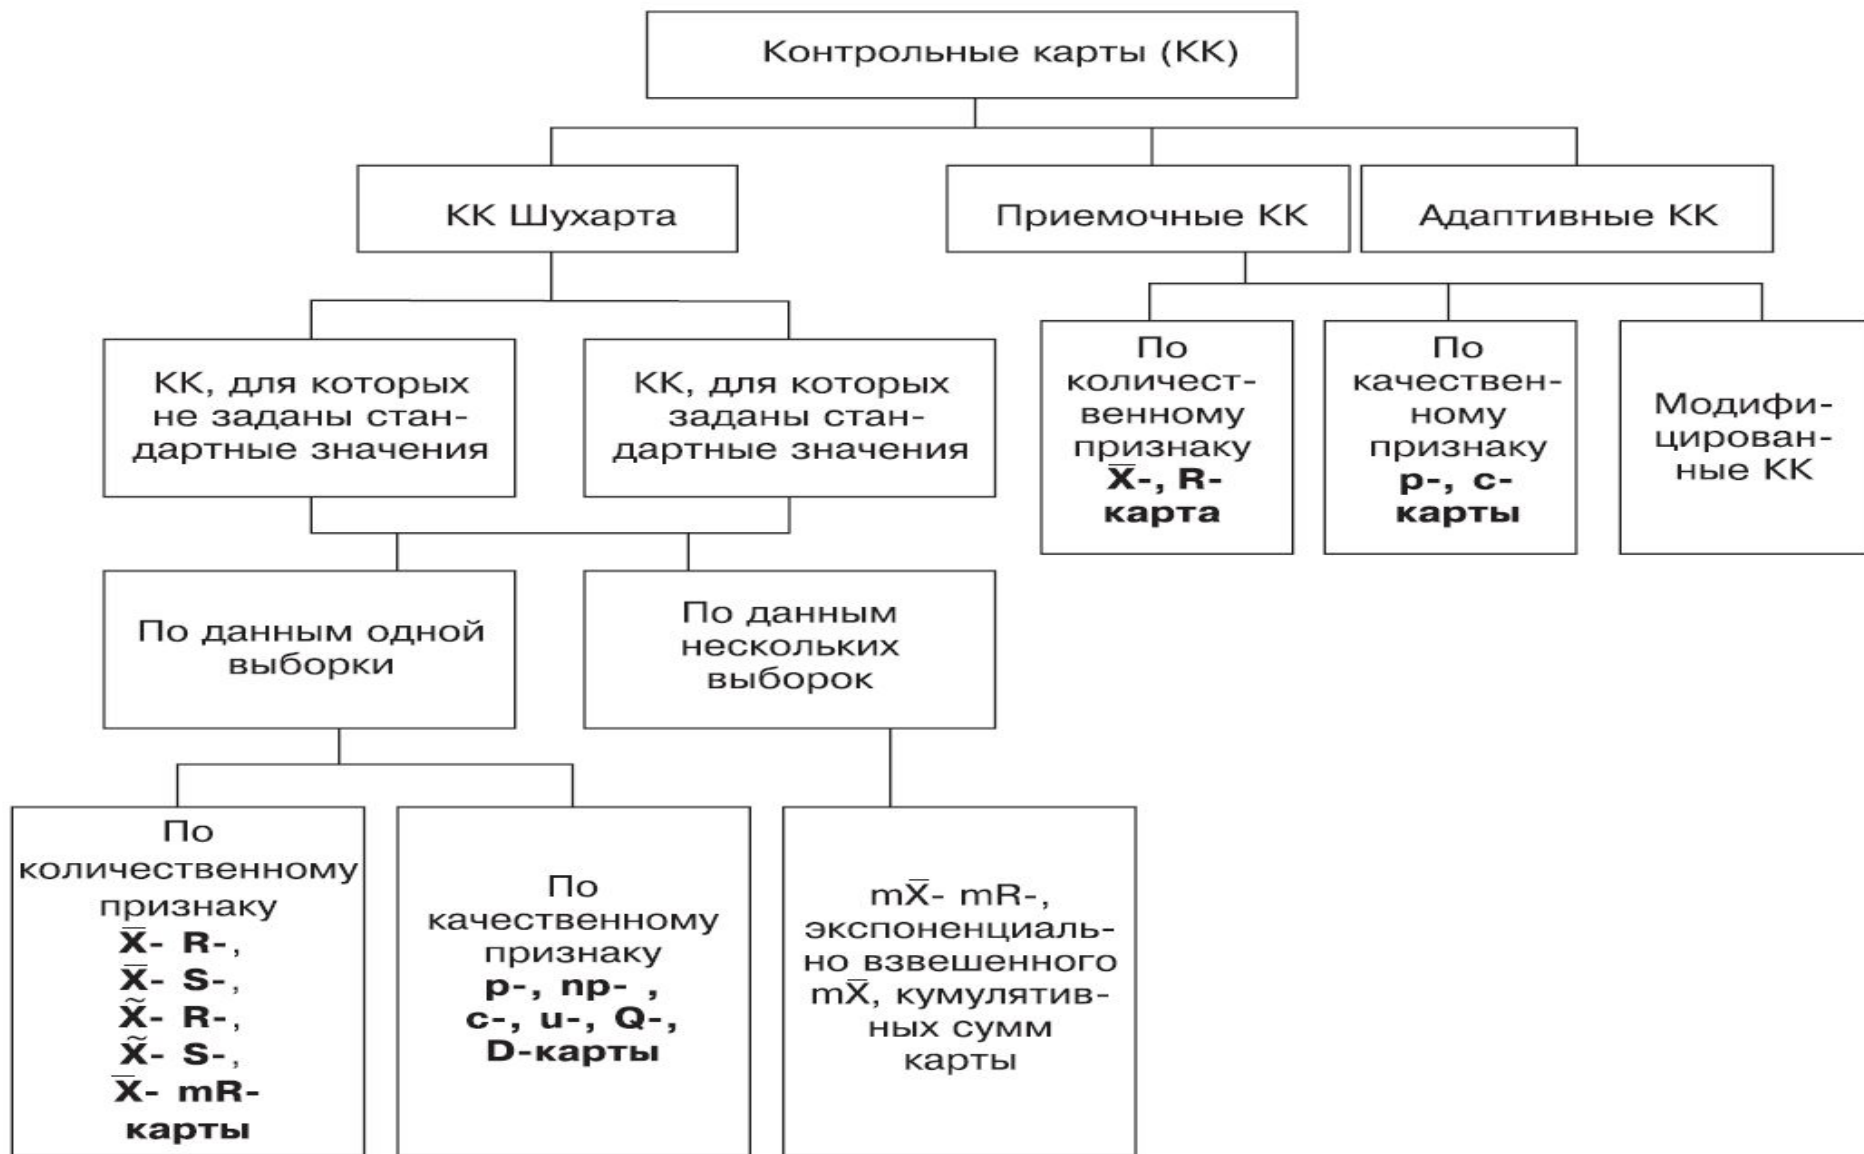 Контрольные карты (КК)
КК Шухарта
Приемочные КК
Адаптивные КК
КК, для которых
не заданы стан-
дартные значения
КК, для которых
заданы стан-
дартные значения
По
количест-
венному
признаку
X̅-, R-
карта
По
качествен-
ному
признаку
p-, c-
карты
Модифи-
цирован-
ные КК
По данным одной
выборки
По данным
нескольких
выборок
По
количественному
признаку
X̅- R-,
X̅- S-,
X̃- R-,
X̃- S-,
X̅- mR-
карты
По
качественному
признаку
p-, np- ,
c-, u-, Q-,
D-карты
mX̅- mR-,
экспоненциаль-
но взвешенного
mX̅, кумулятив-
ных сумм
карты